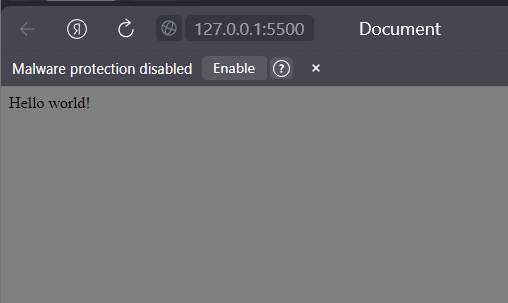 Я 127.0.0.1:5500 Document
Malware protection disabled Enable ? ×
Hello world!